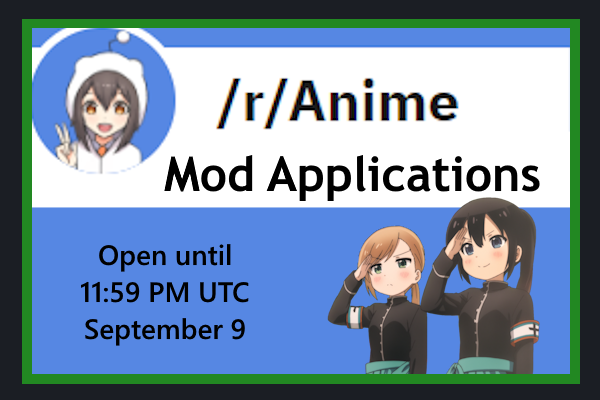 /r/Anime
Mod Applications
Open until
11:59 PM UTC
September 9